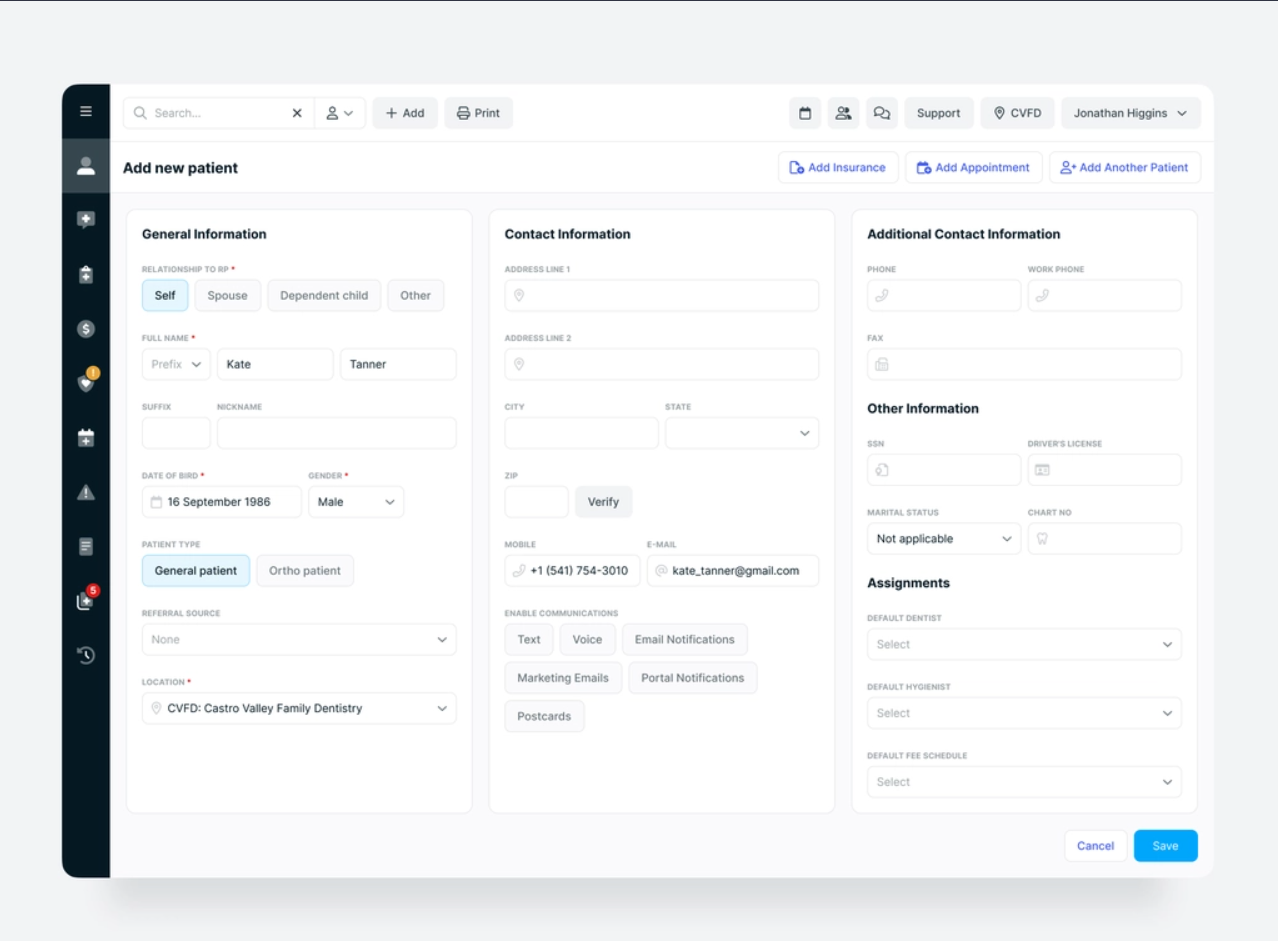 Search...
Add
Print
Support
CVFD
Jonathan Higgins
Add new patient
Add Insurance
Add Appointment
Add Another Patient
General Information
RELATIONSHIP TO RP *
Self
Spouse
Dependent child
Other
FULL NAME *
Prefix
Kate
Tanner
SUFFIX
NICKNAME
DATE OF BIRD *
GENDER *
16 September 1986
Male
PATIENT TYPE
General patient
Ortho patient
REFERRAL SOURCE
None
LOCATION *
CVFD: Castro Valley Family Dentistry
Contact Information
ADDRESS LINE 1
ADDRESS LINE 2
CITY
STATE
ZIP
Verify
MOBILE
E-MAIL
+1 (541) 754-3010
@ kate_tanner@gmail.com
ENABLE COMMUNICATIONS
Text
Voice
Email Notifications
Marketing Emails
Portal Notifications
Postcards
Additional Contact Information
PHONE
WORK PHONE
FAX
Other Information
SSN
DRIVER'S LICENSE
MARITAL STATUS
CHART NO
Not applicable
Assignments
DEFAULT DENTIST
Select
DEFAULT HYGIENIST
Select
DEFAULT FEE SCHEDULE
Select
Cancel
Save
$
!
5